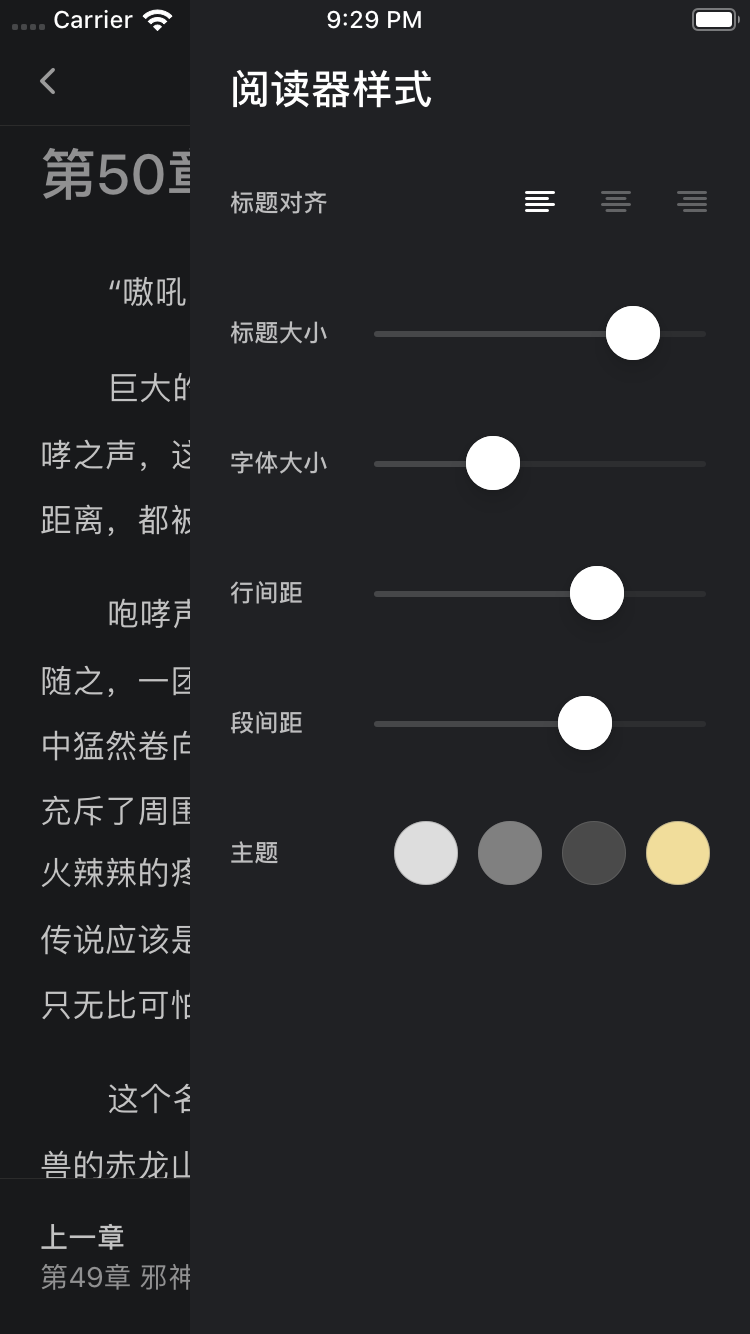 Carrier 9:29 PM
阅读器样式
标题对齐
标题大小
字体大小
行间距
段间距
主题
第50章
“嗷吼
巨大的
哮之声，这
距离，都被
咆哮声
随之，一团
中猛然卷向
充斥了周围
火辣辣的疼
传说应该是
只无比可怕
这个名
兽的赤龙山
上一章
第49章 邪神